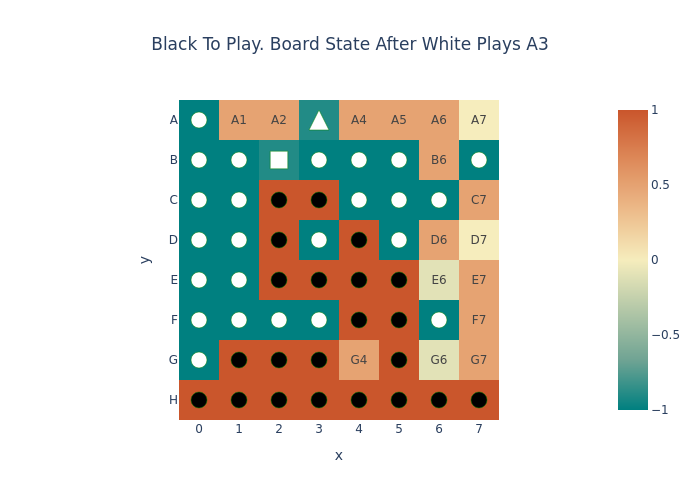 Black To Play. Board State After White Plays A3
A A1 A2 A4 A5 A6 A7
B B6
C C7
D D6 D7
E E6 E7
F F7
G G4 G6 G7
H
0 1 2 3 4 5 6 7
x
y
1
0.5
0
−0.5
−1